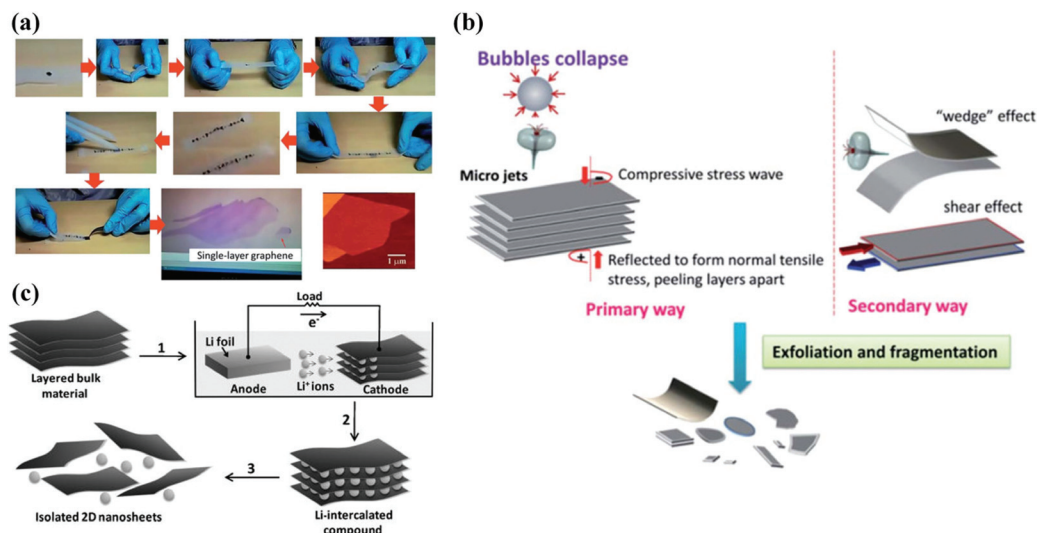 (a)
Single-layer graphene
1 μm
(b)
Bubbles collapse
Micro jets
Compressive stress wave
Reflected to form normal tensile
stress, peeling layers apart
Primary way
"wedge" effect
shear effect
Secondary way
Exfoliation and fragmentation
(c)
Layered bulk
material
1
Load
e-
Li foil
Anode
Li+ ions
Cathode
2
Li-intercalated
compound
3
Isolated 2D nanosheets